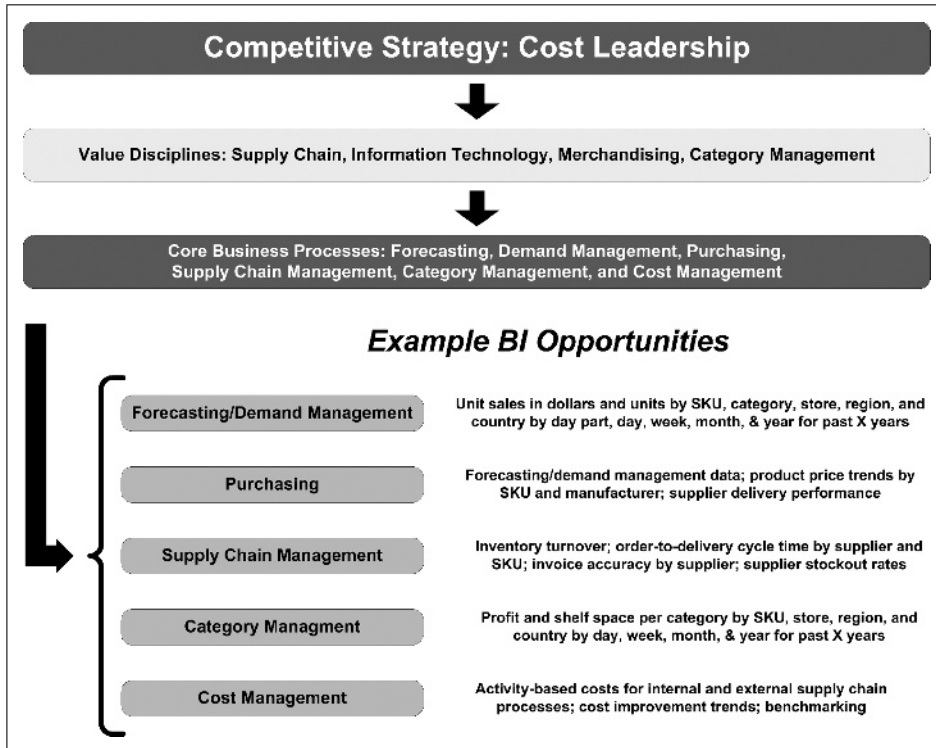 Competitive Strategy: Cost Leadership
Value Disciplines: Supply Chain, Information Technology, Merchandising, Category Management
Core Business Processes: Forecasting, Demand Management, Purchasing,
Supply Chain Management, Category Management, and Cost Management
Example BI Opportunities
Forecasting/Demand Management
Unit sales in dollars and units by SKU, category, store, region, and
country by day part, day, week, month, & year for past X years
Purchasing
Forecasting/demand management data; product price trends by
SKU and manufacturer; supplier delivery performance
Supply Chain Management
Inventory turnover; order-to-delivery cycle time by supplier and
SKU; invoice accuracy by supplier; supplier stockout rates
Category Managment
Profit and shelf space per category by SKU, store, region, and
country by day, week, month, & year for past X years
Cost Management
Activity-based costs for internal and external supply chain
processes; cost improvement trends; benchmarking